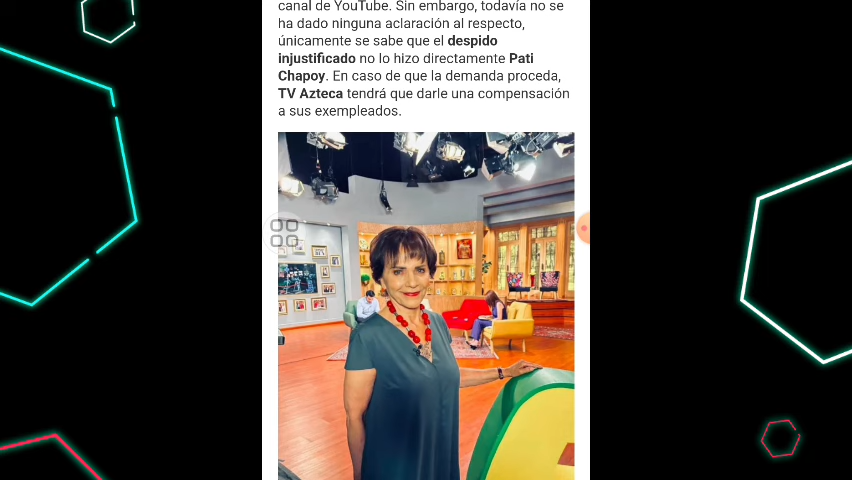 canal de YouTube. Sin embargo, todavía no se
ha dado ninguna aclaración al respecto,
únicamente se sabe que el despido
injustificado no lo hizo directamente Pati
Chapoy. En caso de que la demanda proceda,
TV Azteca tendrá que darle una compensación
a sus exempleados.